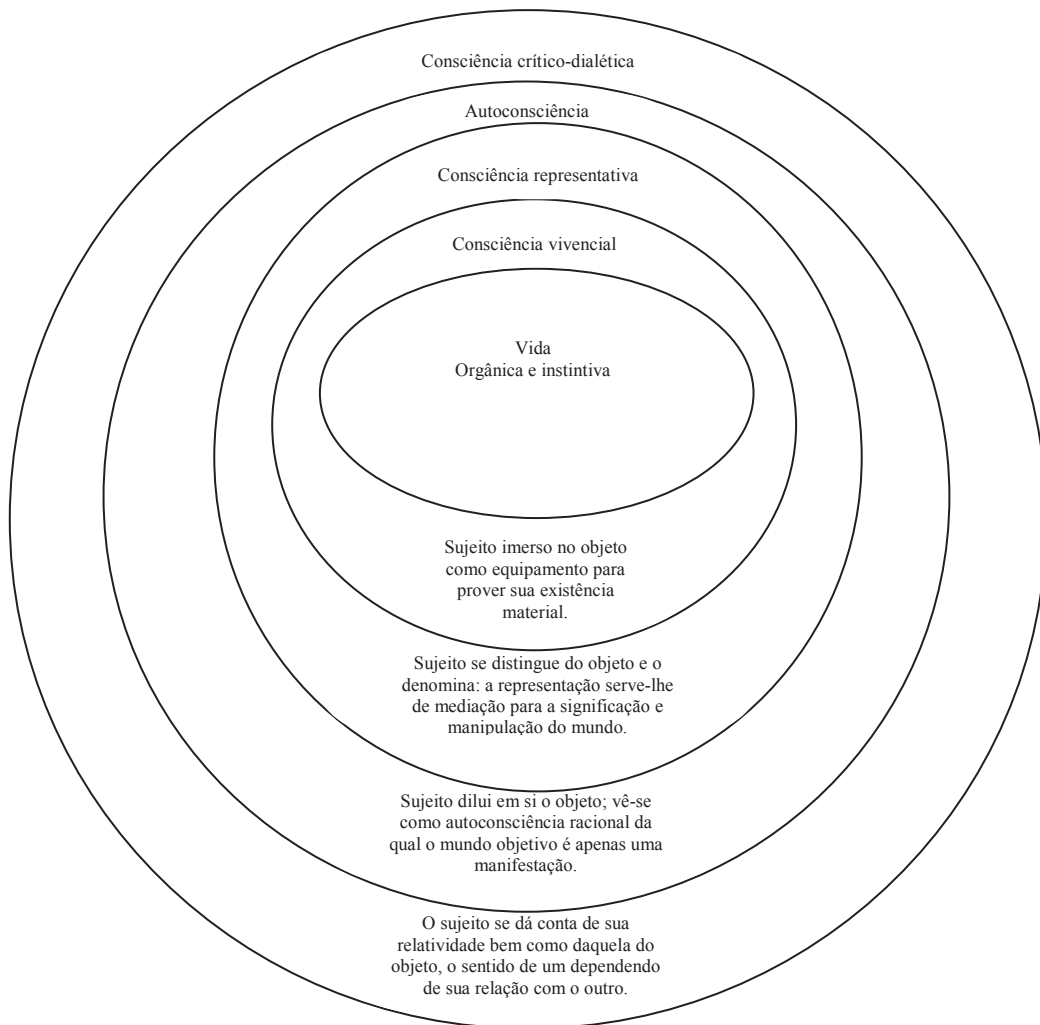 Consciência crítico-dialética
Autoconsciência
Consciência representativa
Consciência vivencial
Vida
Orgânica e instintiva
Sujeito imerso no objeto
como equipamento para
prover sua existência
material.
Sujeito se distingue do objeto e o
denomina: a representação serve-lhe
de mediação para a significação e
manipulação do mundo.
Sujeito dilui em si o objeto; vê-se
como autoconsciência racional da
qual o mundo objetivo é apenas uma
manifestação.
O sujeito se dá conta de sua
relatividade bem como daquela do
objeto, o sentido de um dependendo
de sua relação com o outro.